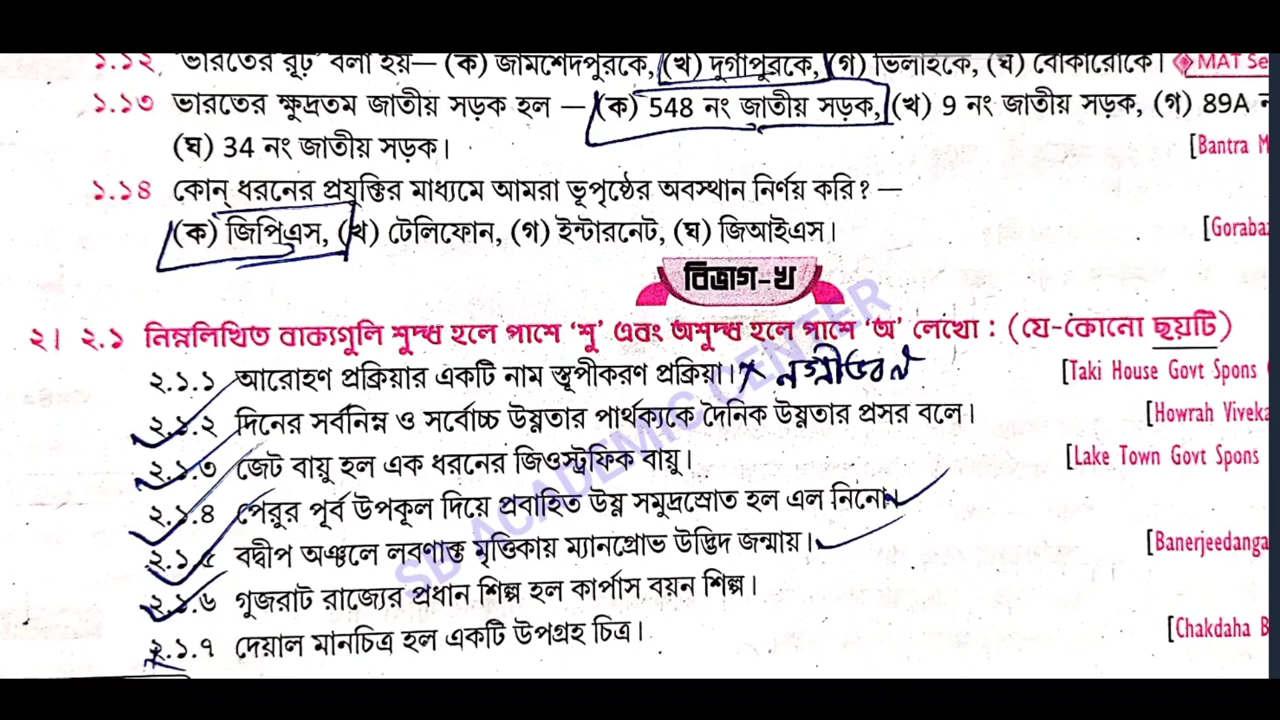 ১.১২ 'ভারতের রূঢ়' বলা হয়— (ক) জামশেদপুরকে, (খ) দুর্গাপুরকে, (গ) ভিলাইকে, (ঘ) বোকারোকে। MAT Se
১.১৩ ভারতের ক্ষুদ্রতম জাতীয় সড়ক হল — (ক) 548 নং জাতীয় সড়ক, (খ) 9 নং জাতীয় সড়ক, (গ) 89A ন
(ঘ) 34 নং জাতীয় সড়ক। [Bantra M
১.১৪ কোন্ ধরনের প্রযুক্তির মাধ্যমে আমরা ভূপৃষ্ঠের অবস্থান নির্ণয় করি? —
(ক) জিপিএস, (খ) টেলিফোন, (গ) ইন্টারনেট, (ঘ) জিআইএস। [Goraba
বিভাগ-খ
২। ২.১ নিম্নলিখিত বাক্যগুলি শুদ্ধ হলে পাশে 'শু' এবং অশুদ্ধ হলে পাশে 'অ' লেখো : (যে-কোনো ছয়টি)
২.১.১ আরোহণ প্রক্রিয়ার একটি নাম স্তূপীকরণ প্রক্রিয়া। × নগ্নীভবন [Taki House Govt Spons
২.১.২ দিনের সর্বনিম্ন ও সর্বোচ্চ উষ্ণতার পার্থক্যকে দৈনিক উষ্ণতার প্রসর বলে। [Howrah Viveka
২.১.৩ জেট বায়ু হল এক ধরনের জিওস্ট্রফিক বায়ু। [Lake Town Govt Spons
২.১.৪ পেরুর পূর্ব উপকূল দিয়ে প্রবাহিত উষ্ণ সমুদ্রস্রোত হল এল নিনো।
২.১.৫ বদ্বীপ অঞ্চলে লবণাক্ত মৃত্তিকায় ম্যানগ্রোভ উদ্ভিদ জন্মায়। [Banerjeedanga
২.১.৬ গুজরাট রাজ্যের প্রধান শিল্প হল কার্পাস বয়ন শিল্প।
২.১.৭ দেয়াল মানচিত্র হল একটি উপগ্রহ চিত্র। [Chakdaha B
SB ACADEMIC CENTER